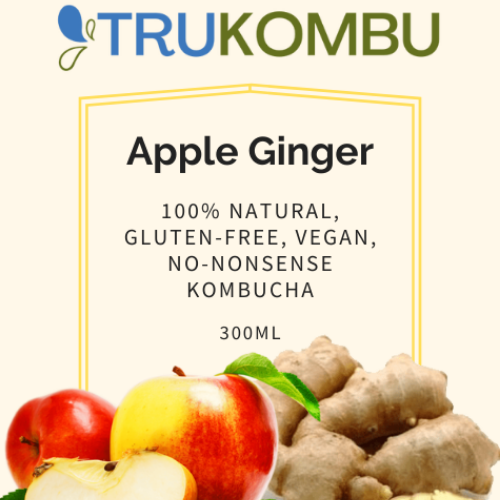 TRUKOMBU
Apple Ginger
100% NATURAL,
GLUTEN-FREE, VEGAN,
NO-NONSENSE
KOMBUCHA
300ML